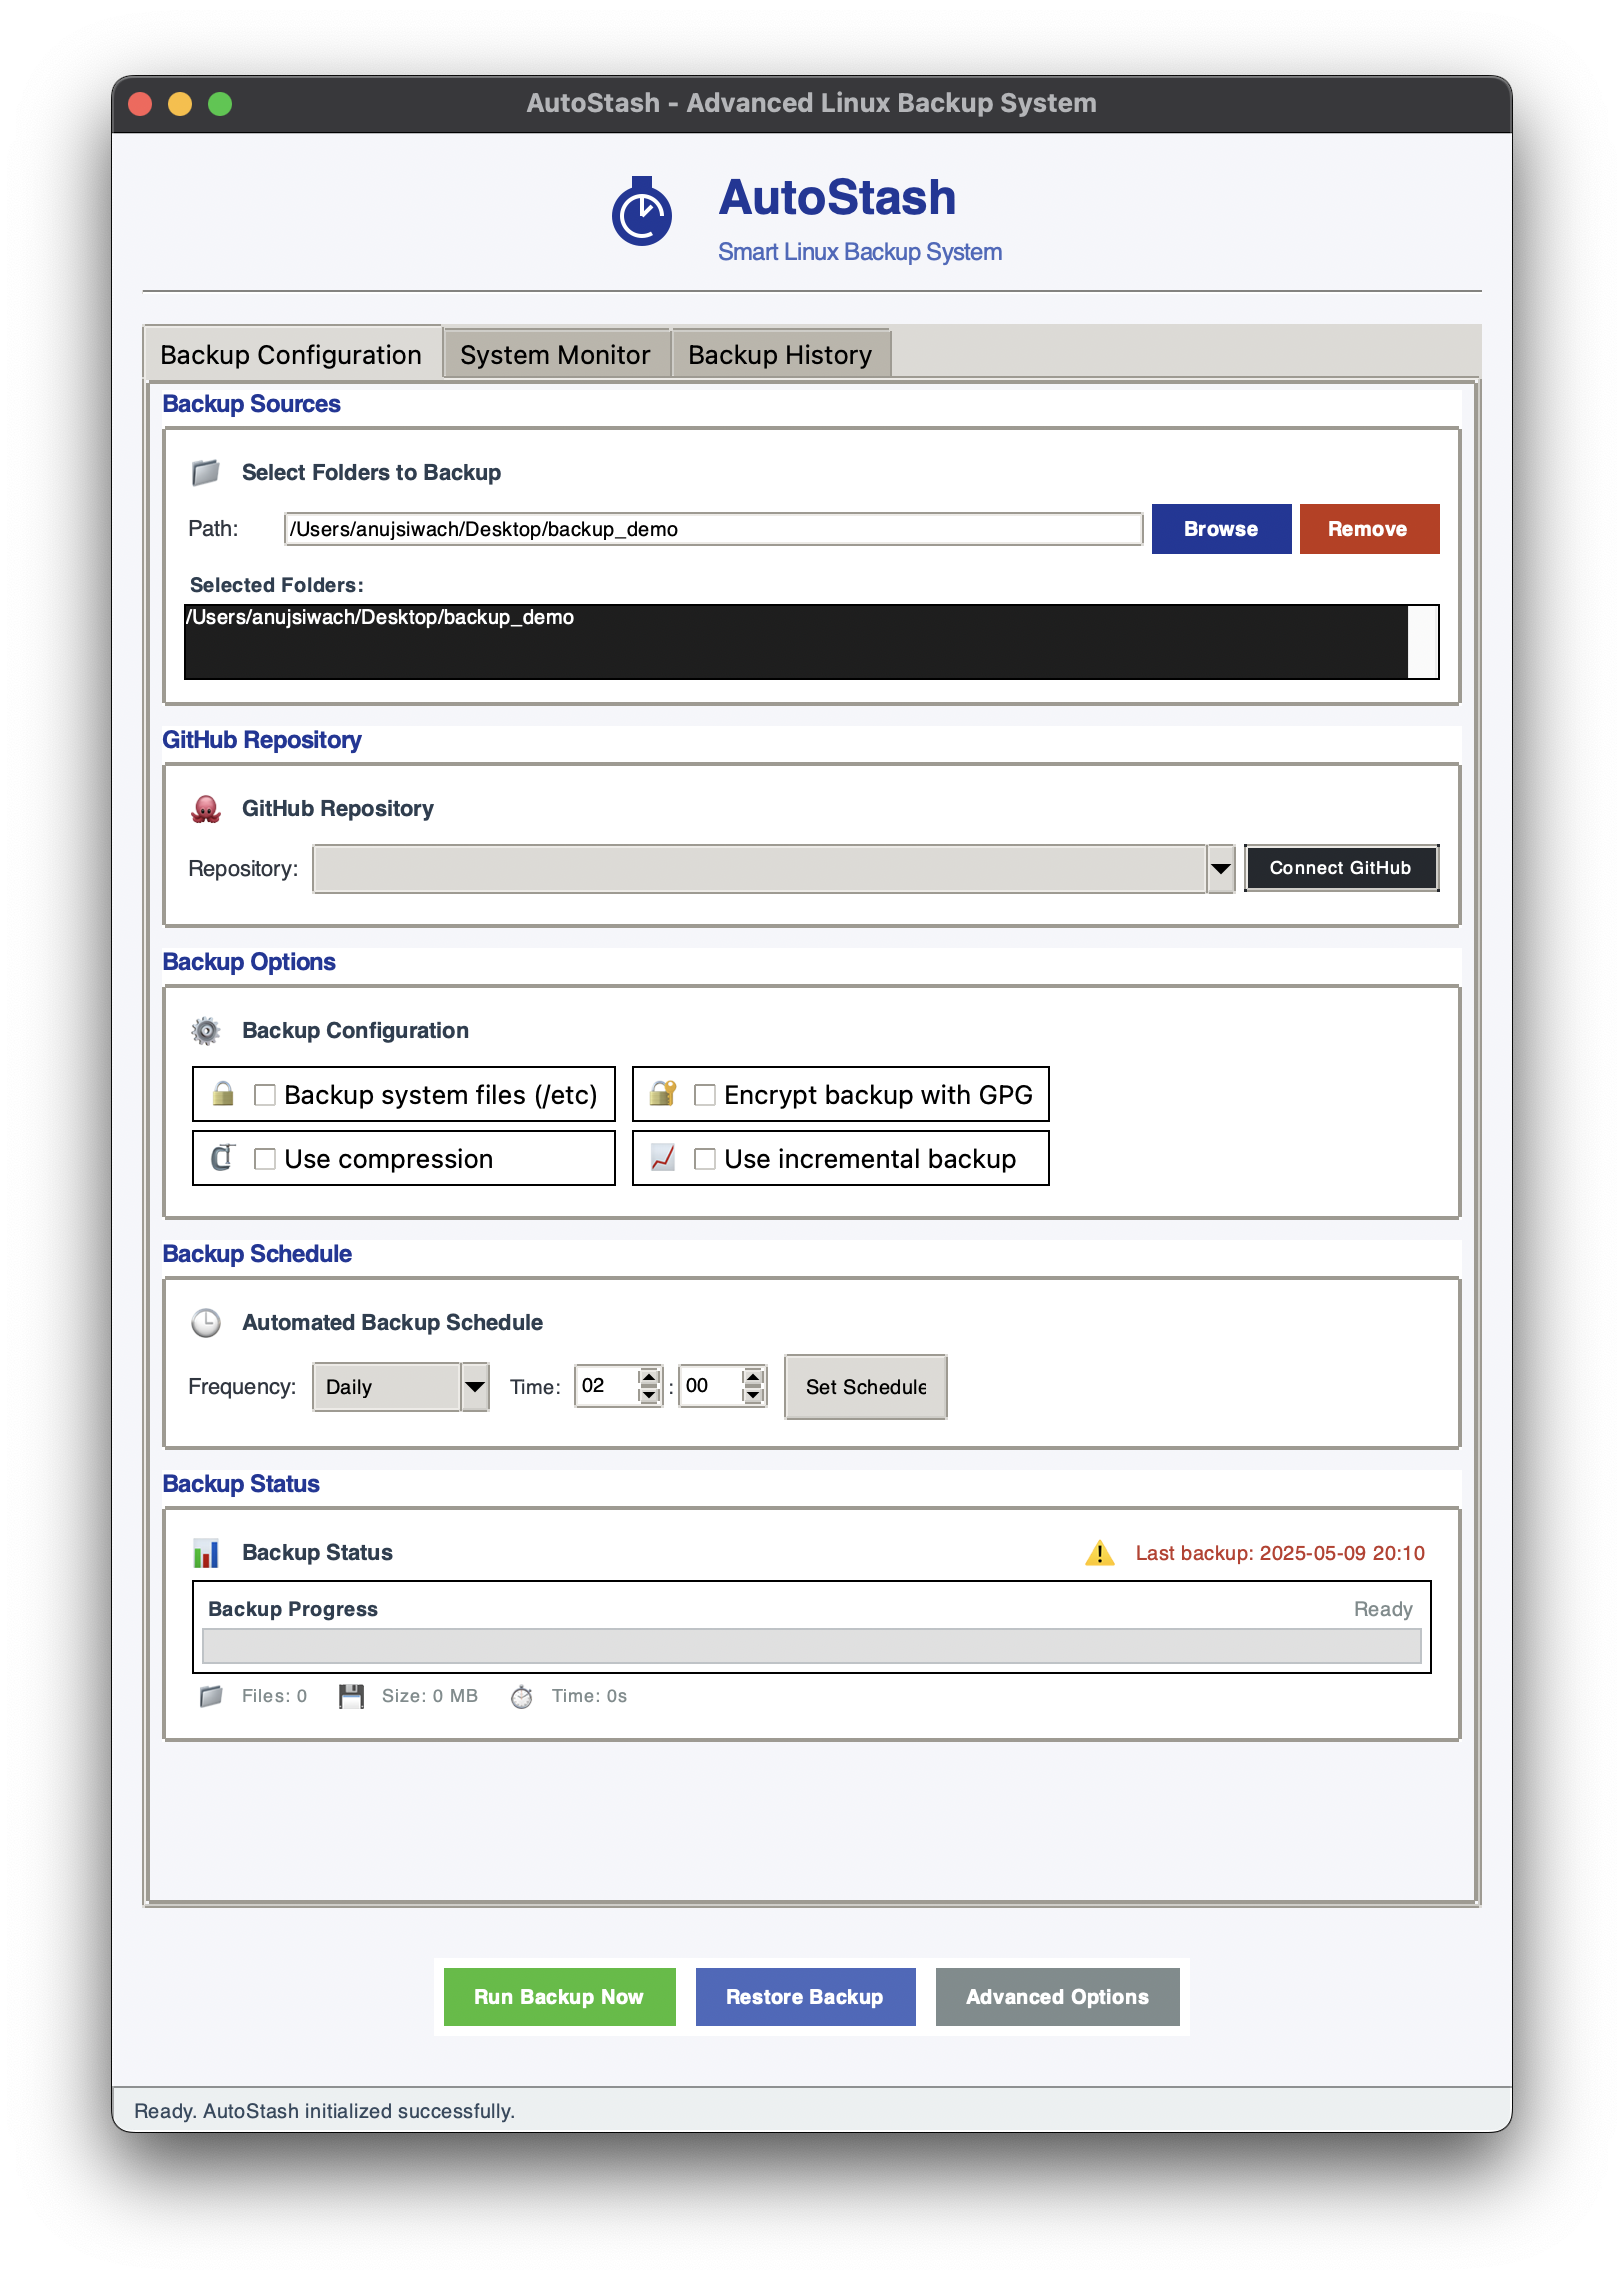 AutoStash - Advanced Linux Backup System
AutoStash
Smart Linux Backup System
Backup Configuration System Monitor Backup History
Backup Sources
Select Folders to Backup
Path: /Users/anujsiwach/Desktop/backup_demo Browse Remove
Selected Folders:
/Users/anujsiwach/Desktop/backup_demo
GitHub Repository
GitHub Repository
Repository: Connect GitHub
Backup Options
Backup Configuration
Backup system files (/etc) Encrypt backup with GPG
Use compression Use incremental backup
Backup Schedule
Automated Backup Schedule
Frequency: Daily Time: 02 : 00 Set Schedule
Backup Status
Backup Status Last backup: 2025-05-09 20:10
Backup Progress Ready
Files: 0 Size: 0 MB Time: 0s
Run Backup Now Restore Backup Advanced Options
Ready. AutoStash initialized successfully.